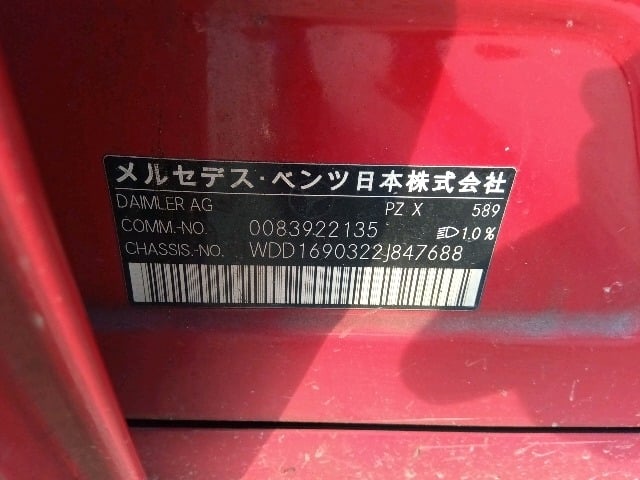 メルセデス・ベンツ日本株式会社
DAIMLER AG PZ X 589
COMM.-NO. 0083922135 1.0%
CHASSIS.-NO. WDD1690322J847688